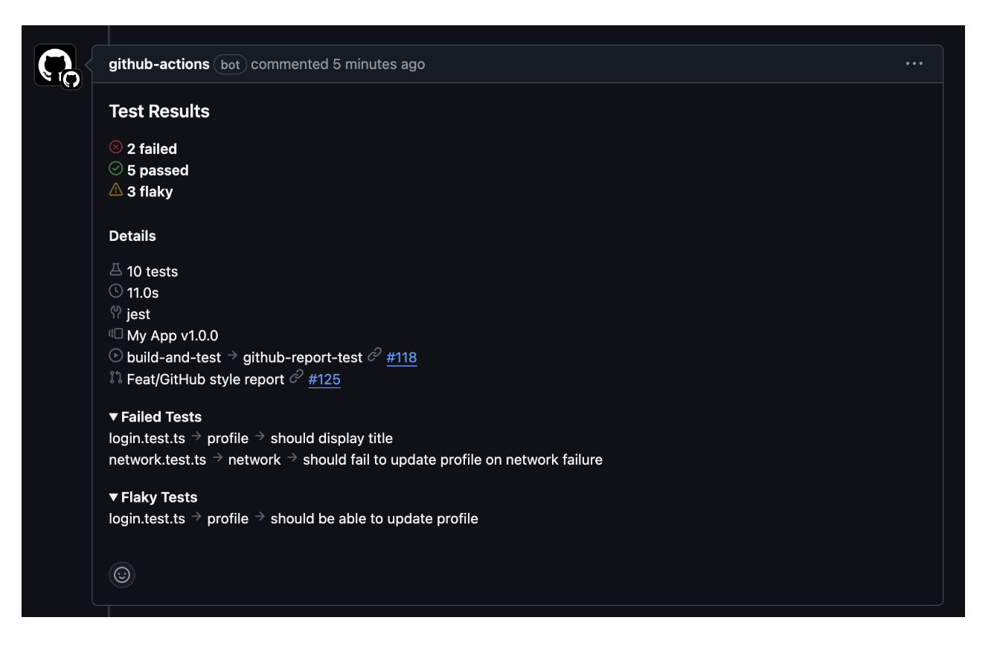 github-actions bot commented 5 minutes ago
Test Results
2 failed
5 passed
3 flaky
Details
10 tests
11.0s
jest
My App v1.0.0
build-and-test → github-report-test #118
Feat/GitHub style report #125
▼ Failed Tests
login.test.ts → profile → should display title
network.test.ts → network → should fail to update profile on network failure
▼ Flaky Tests
login.test.ts → profile → should be able to update profile